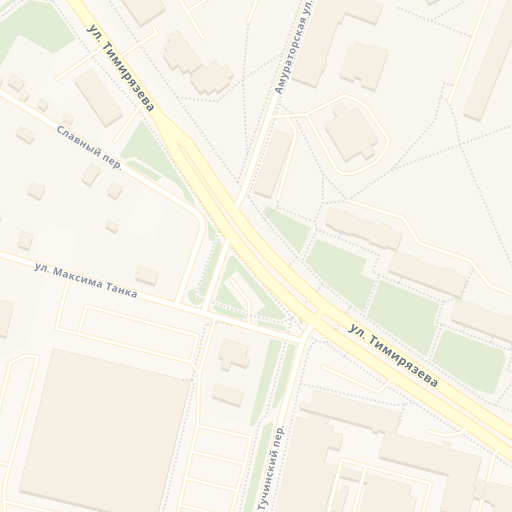 ул. Тимирязева
Амураторская ул.
Славный пер.
ул. Максима Танка
ул. Тимирязева
Тучинский пер.